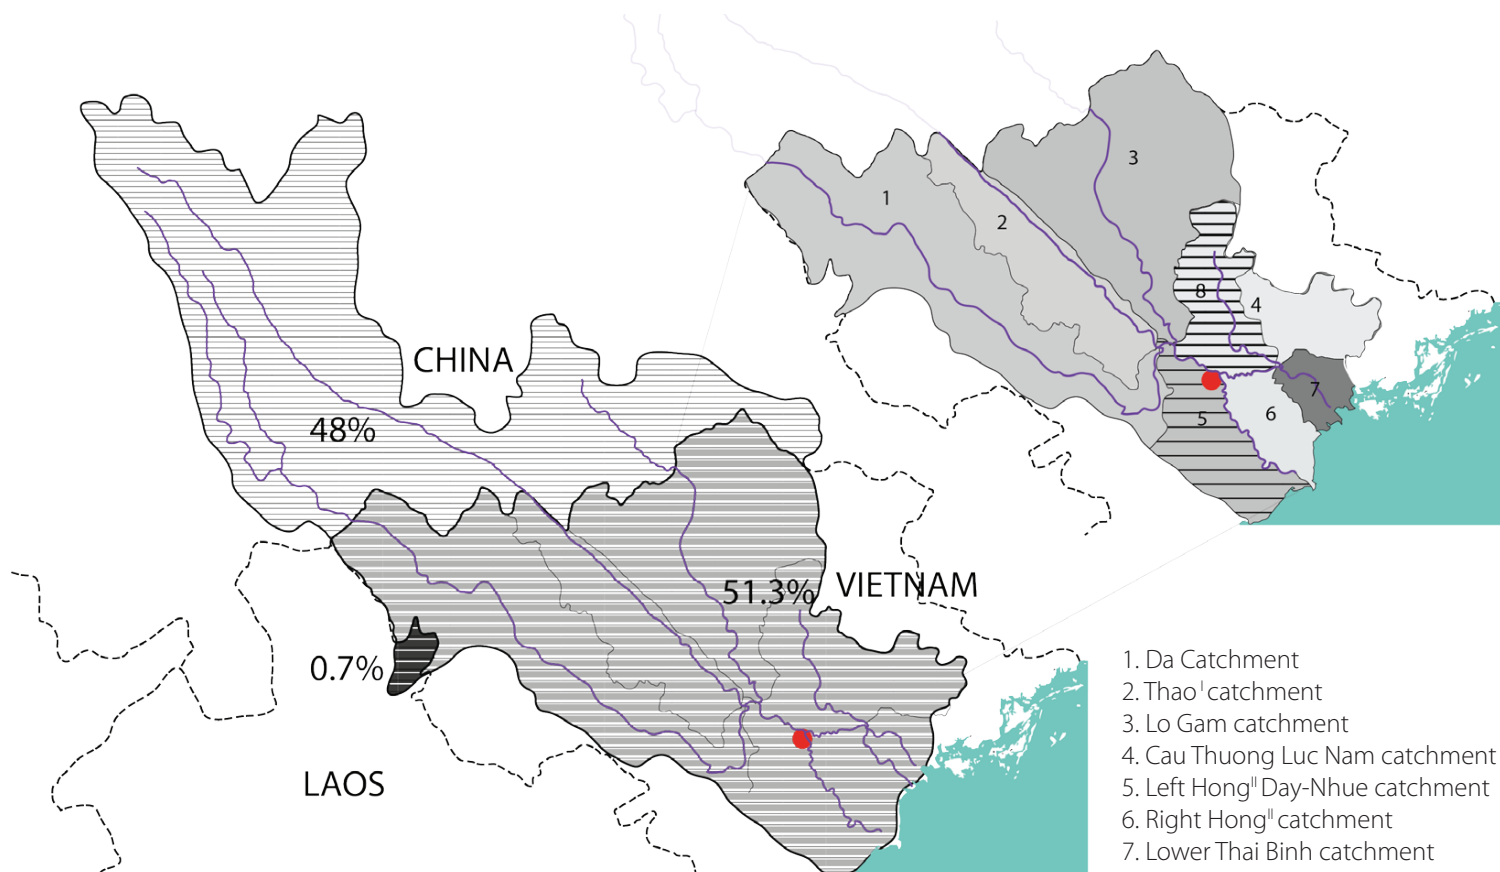 3
1
2
8
4
CHINA
7
6
5
48%
51.3%
VIETNAM
0.7%
LAOS
1. Da Catchment
2. Thao I catchment
3. Lo Gam catchment
4. Cau Thuong Luc Nam catchment
5. Left Hong II Day-Nhue catchment
6. Right Hong II catchment
7. Lower Thai Binh catchment